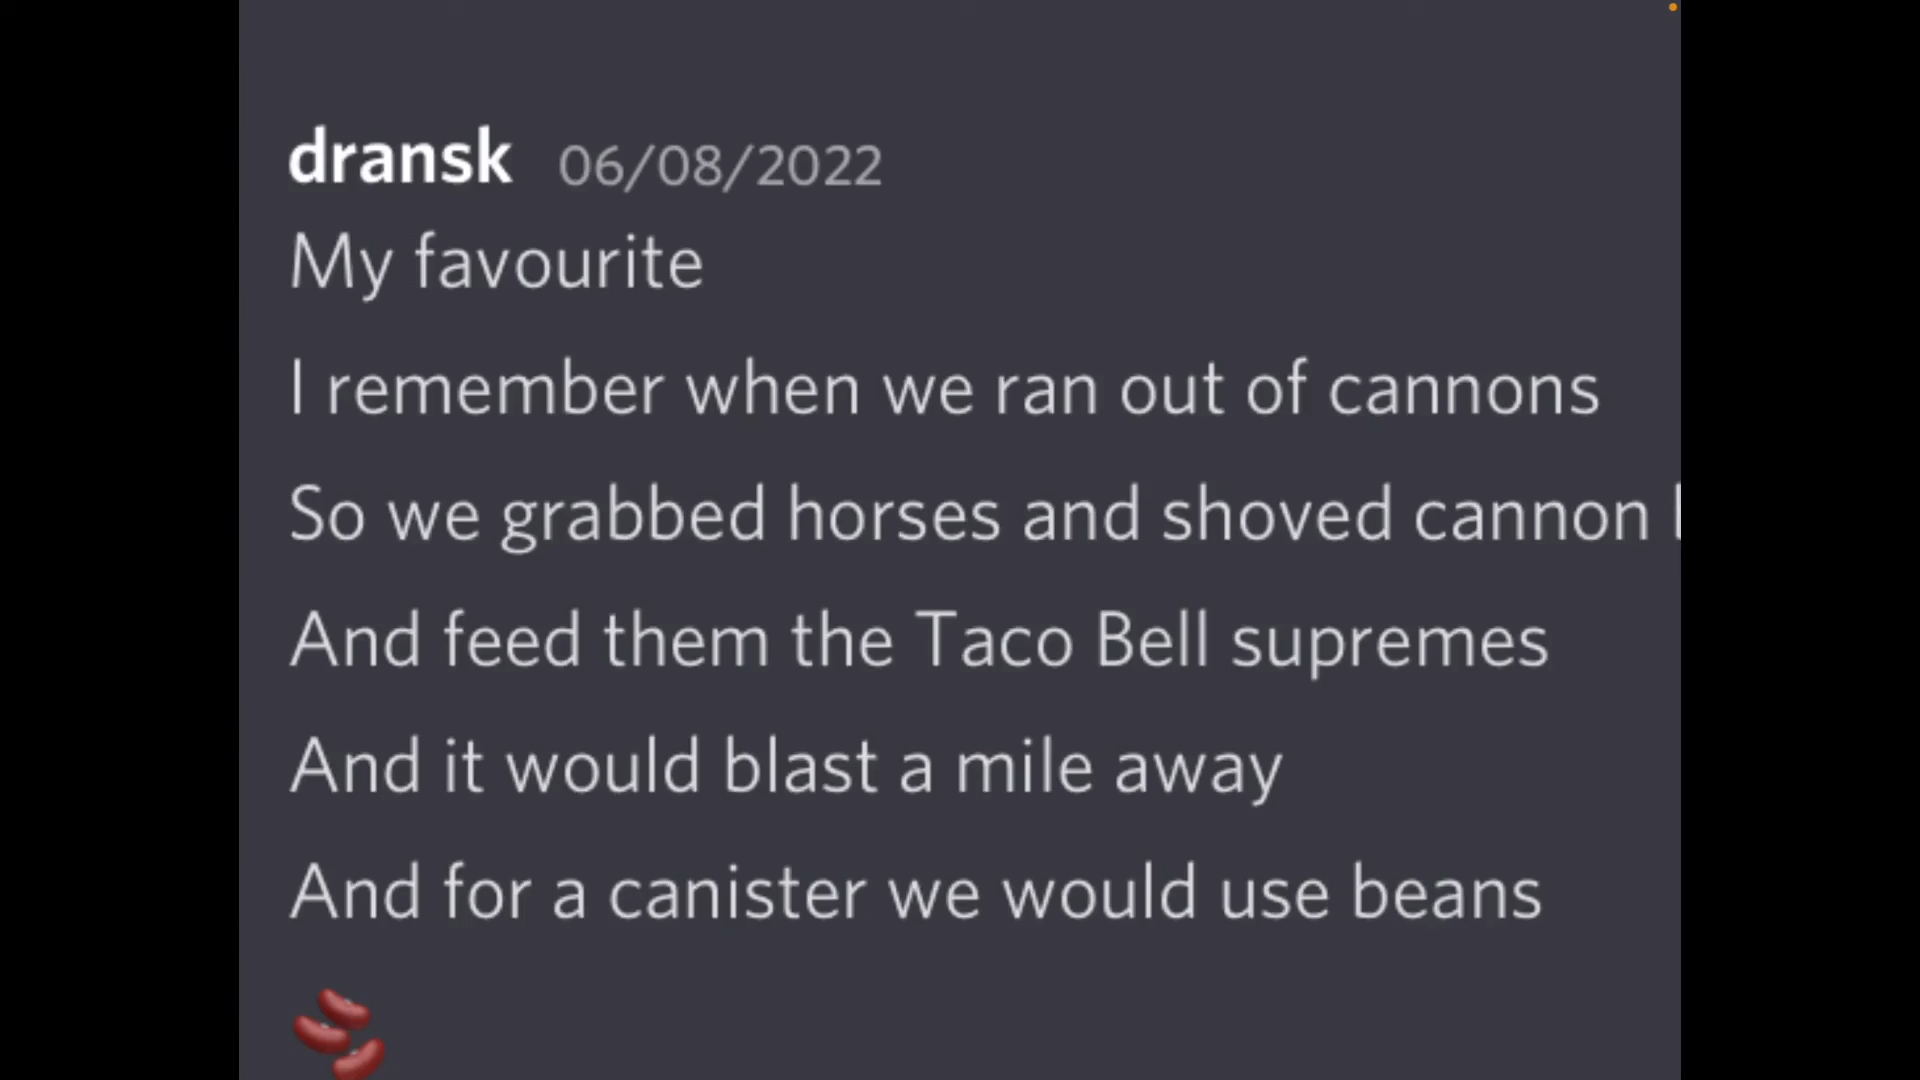 dransk 06/08/2022
My favourite
I remember when we ran out of cannons
So we grabbed horses and shoved cannon
And feed them the Taco Bell supremes
And it would blast a mile away
And for a canister we would use beans